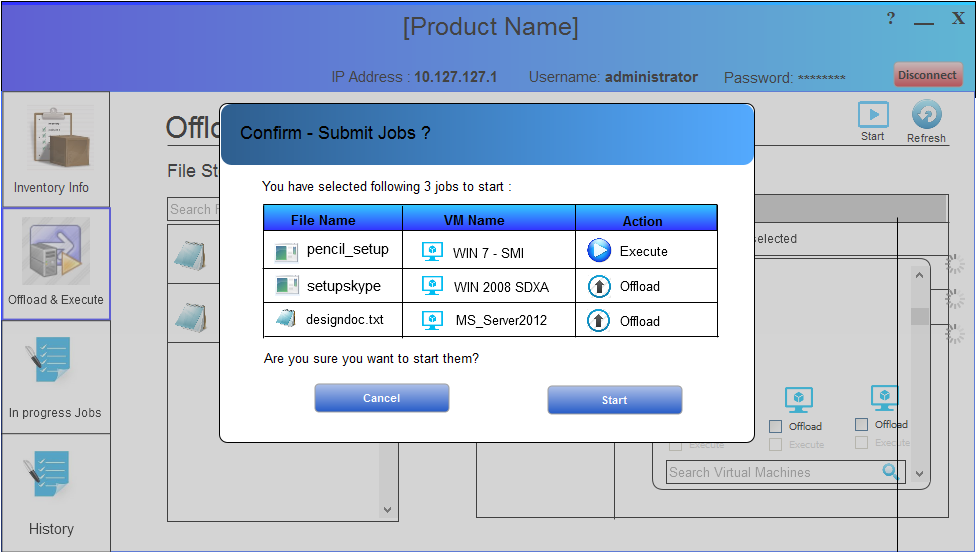 [Product Name]
? — X
IP Address : 10.127.127.1 Username: administrator Password: ******** Disconnect
Inventory Info
Offload & Execute
In progress Jobs
History
Start
Refresh
File St
Search
Confirm - Submit Jobs ?
You have selected following 3 jobs to start :
File Name VM Name Action
pencil_setup WIN 7 - SMI Execute
setupskype WIN 2008 SDXA Offload
designdoc.txt MS_Server2012 Offload
Are you sure you want to start them?
Cancel Start
elected
Offload Offload
Execute Execute Execute
Search Virtual Machines